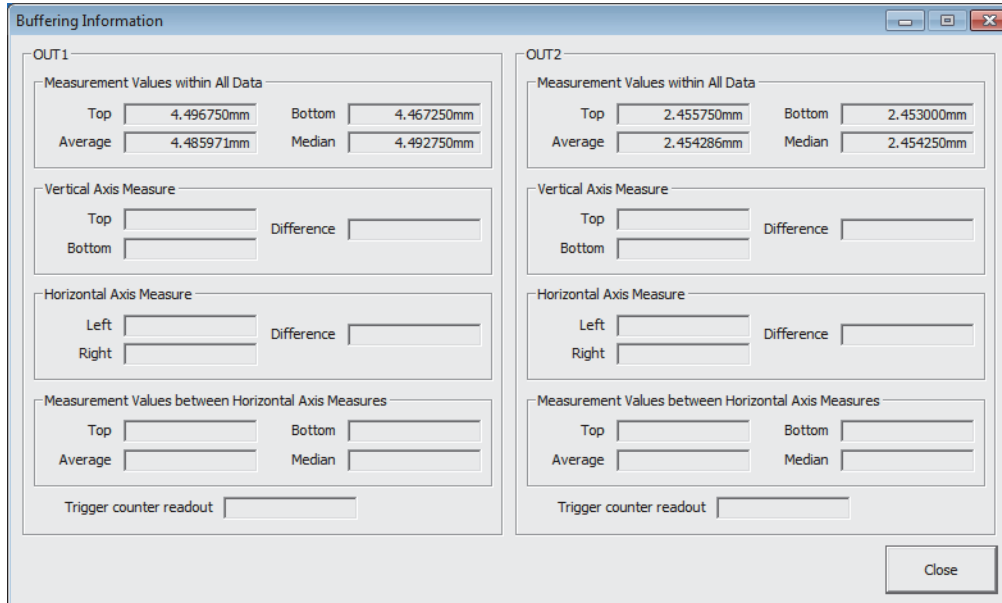 Buffering Information
OUT1
Measurement Values within All Data
Top 4.496750mm Bottom 4.467250mm
Average 4.485971mm Median 4.492750mm
Vertical Axis Measure
Top
Difference
Bottom
Horizontal Axis Measure
Left
Difference
Right
Measurement Values between Horizontal Axis Measures
Top Bottom
Average Median
Trigger counter readout
OUT2
Measurement Values within All Data
Top 2.455750mm Bottom 2.453000mm
Average 2.454286mm Median 2.454250mm
Vertical Axis Measure
Top
Difference
Bottom
Horizontal Axis Measure
Left
Difference
Right
Measurement Values between Horizontal Axis Measures
Top Bottom
Average Median
Trigger counter readout
Close